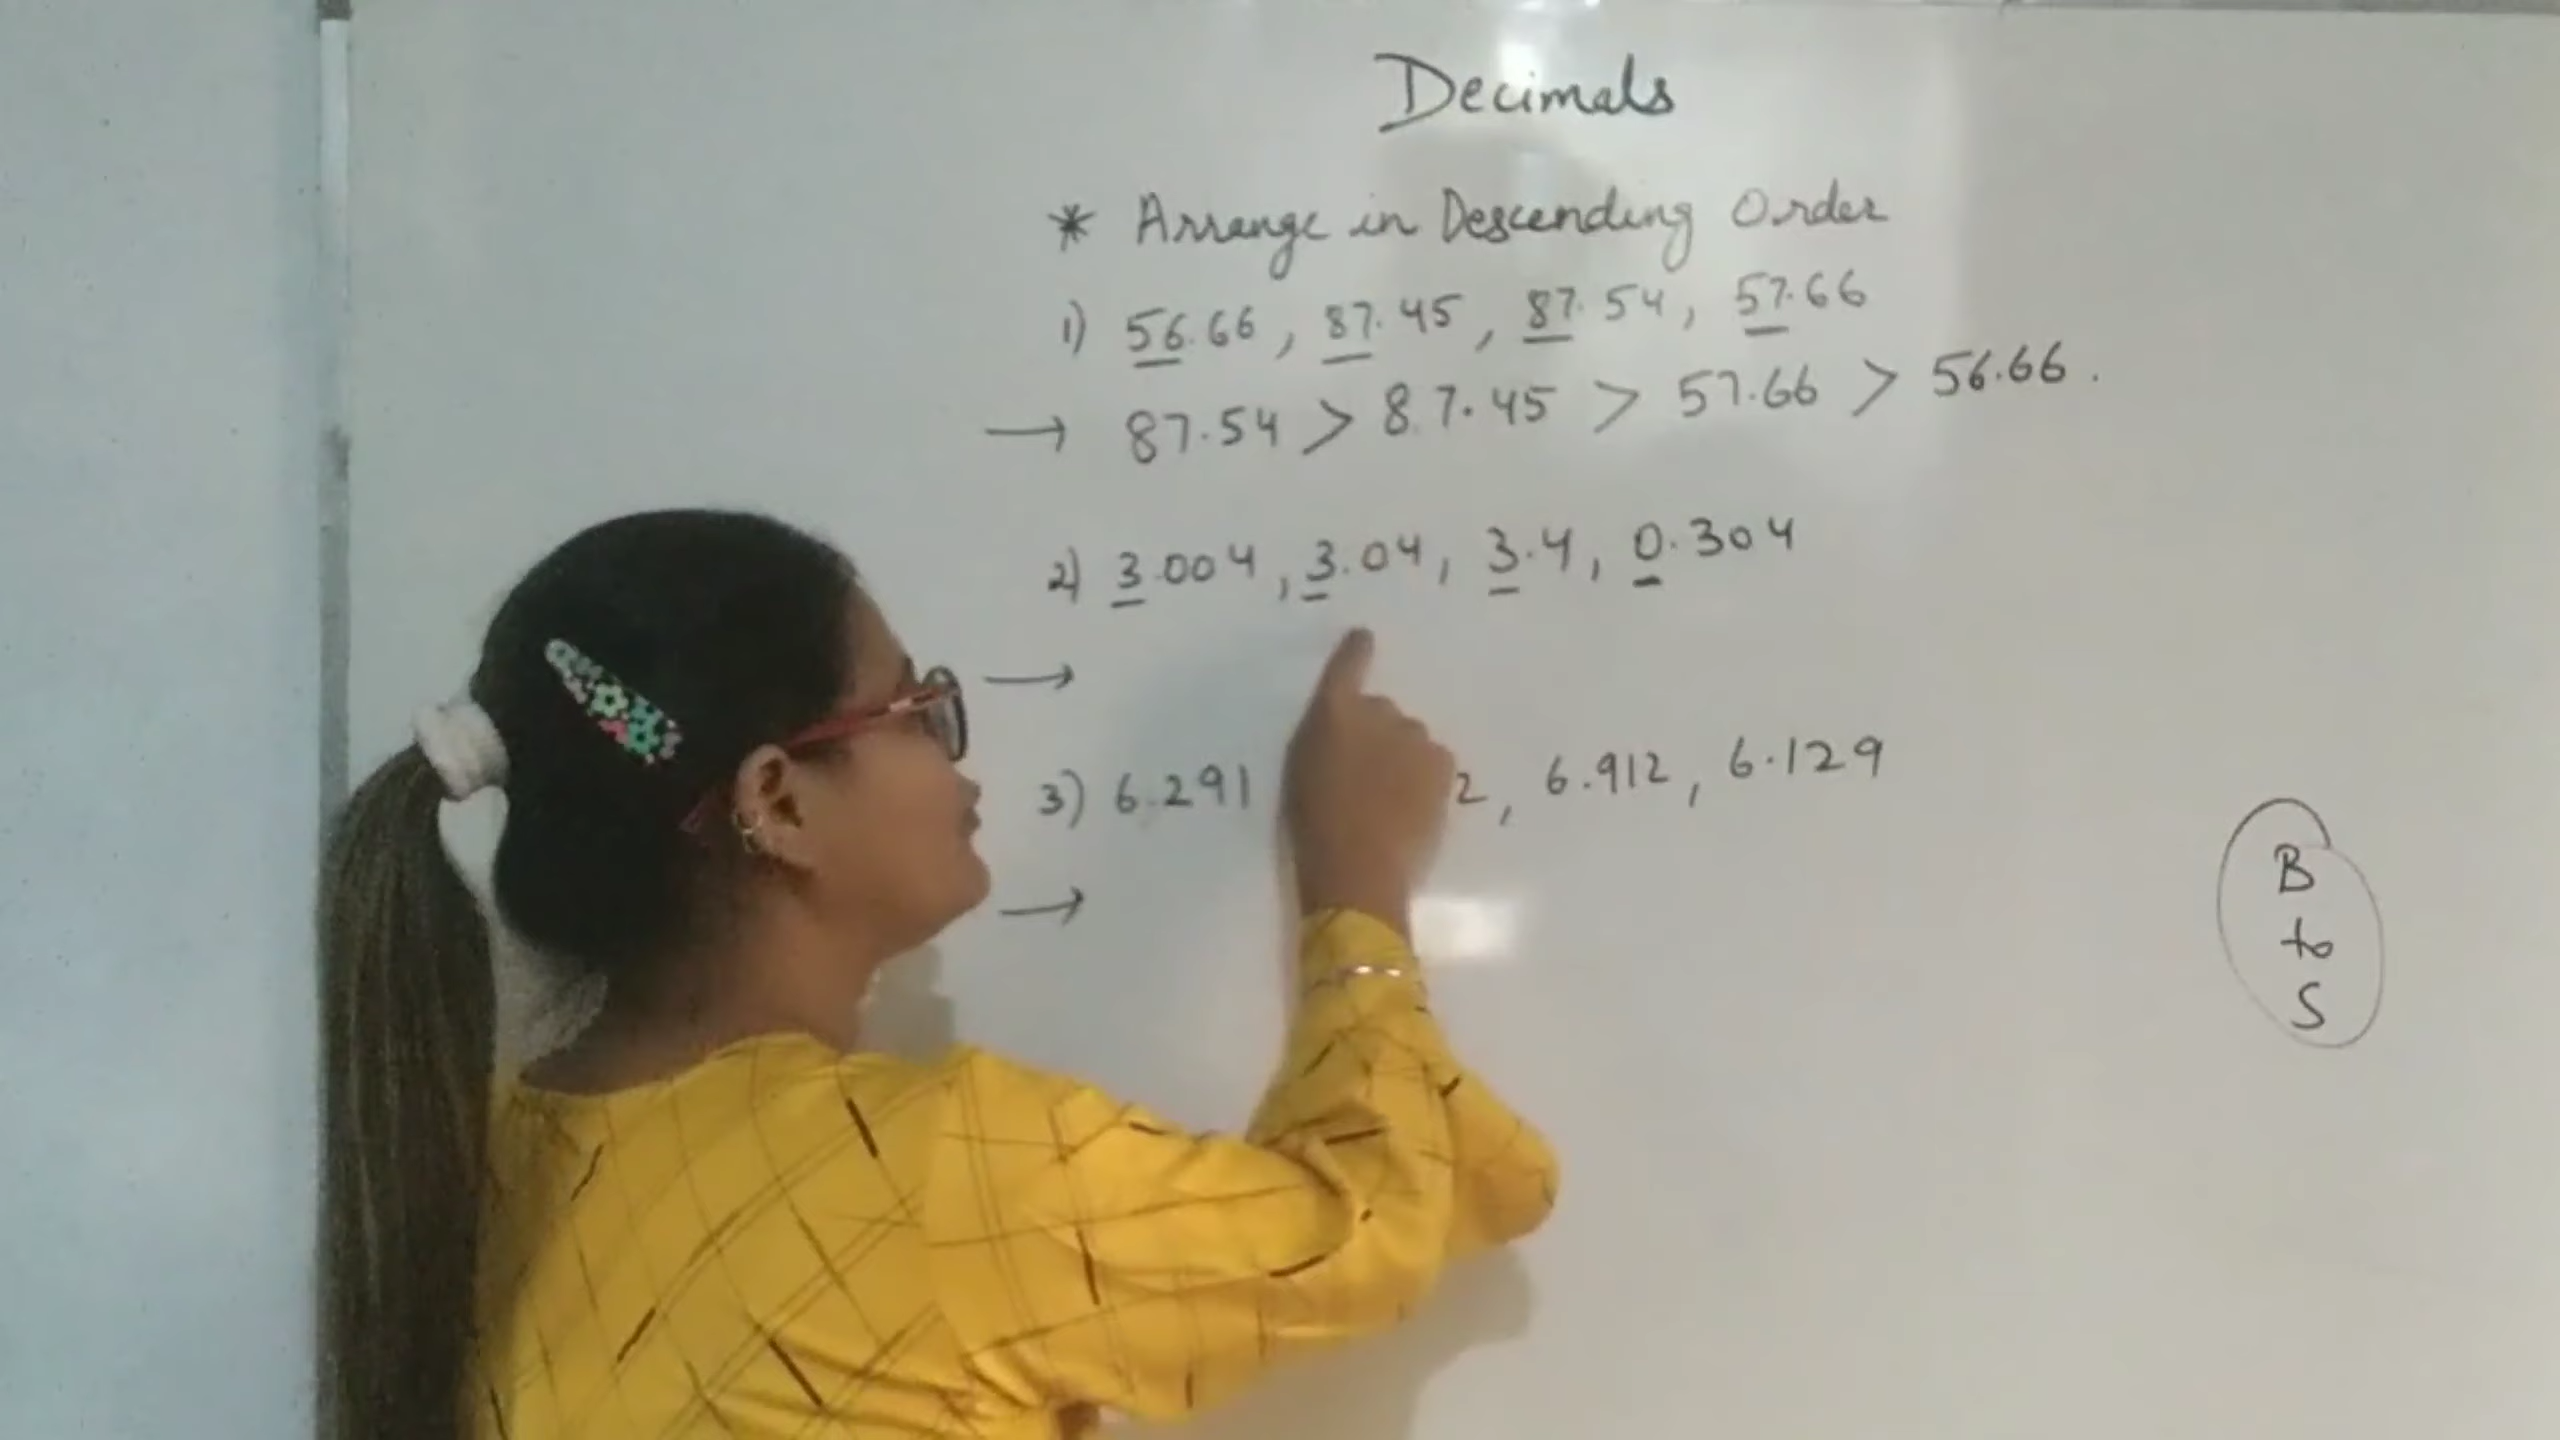 Decimals
* Arrange in Descending Order
1) 56.66, 87.45, 87.54, 57.66
→ 87.54 > 87.45 > 57.66 > 56.66.
2) 3.004, 3.04, 3.4, 0.304
→
3) 6.291 2, 6.912, 6.129
→
B
to
S